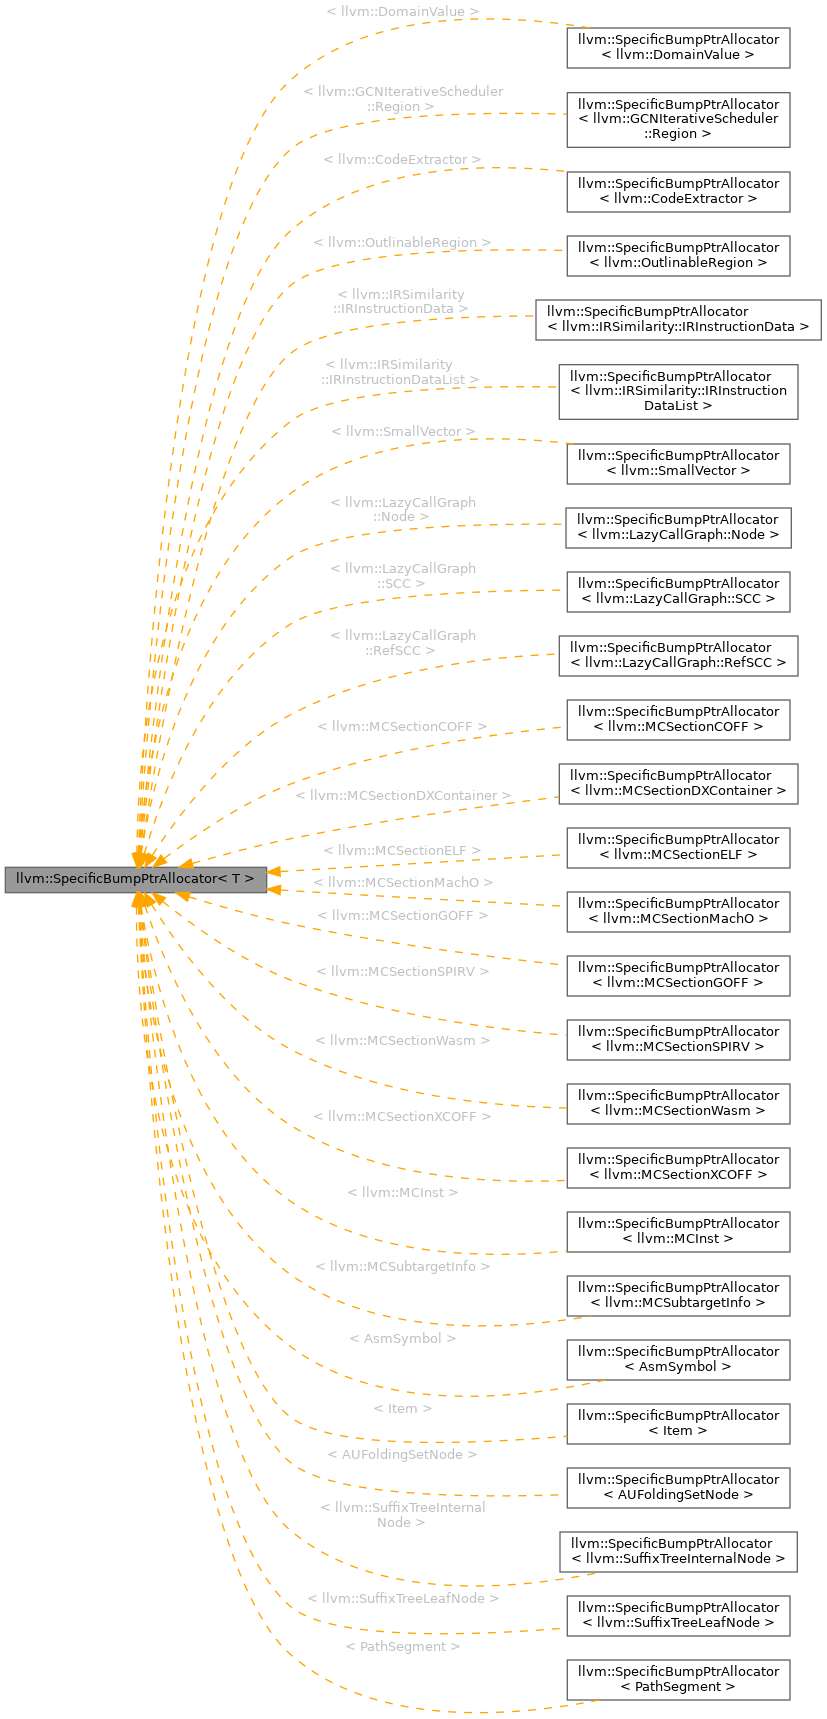 < llvm::DomainValue >
llvm::SpecificBumpPtrAllocator
< llvm::DomainValue >
< llvm::GCNIterativeScheduler
::Region >
llvm::SpecificBumpPtrAllocator
< llvm::GCNIterativeScheduler
::Region >
< llvm::CodeExtractor >
llvm::SpecificBumpPtrAllocator
< llvm::CodeExtractor >
< llvm::OutlinableRegion >
llvm::SpecificBumpPtrAllocator
< llvm::OutlinableRegion >
< llvm::IRSimilarity
::IRInstructionData >
llvm::SpecificBumpPtrAllocator
< llvm::IRSimilarity::IRInstructionData >
< llvm::IRSimilarity
::IRInstructionDataList >
llvm::SpecificBumpPtrAllocator
< llvm::IRSimilarity::IRInstruction
DataList >
< llvm::SmallVector >
llvm::SpecificBumpPtrAllocator
< llvm::SmallVector >
< llvm::LazyCallGraph
::Node >
llvm::SpecificBumpPtrAllocator
< llvm::LazyCallGraph::Node >
< llvm::LazyCallGraph
::SCC >
llvm::SpecificBumpPtrAllocator
< llvm::LazyCallGraph::SCC >
< llvm::LazyCallGraph
::RefSCC >
llvm::SpecificBumpPtrAllocator
< llvm::LazyCallGraph::RefSCC >
< llvm::MCSectionCOFF >
llvm::SpecificBumpPtrAllocator
< llvm::MCSectionCOFF >
< llvm::MCSectionDXContainer >
llvm::SpecificBumpPtrAllocator
< llvm::MCSectionDXContainer >
< llvm::MCSectionELF >
llvm::SpecificBumpPtrAllocator
< llvm::MCSectionELF >
llvm::SpecificBumpPtrAllocator< T >
< llvm::MCSectionMachO >
llvm::SpecificBumpPtrAllocator
< llvm::MCSectionMachO >
< llvm::MCSectionGOFF >
llvm::SpecificBumpPtrAllocator
< llvm::MCSectionGOFF >
< llvm::MCSectionSPIRV >
llvm::SpecificBumpPtrAllocator
< llvm::MCSectionSPIRV >
< llvm::MCSectionWasm >
llvm::SpecificBumpPtrAllocator
< llvm::MCSectionWasm >
< llvm::MCSectionXCOFF >
llvm::SpecificBumpPtrAllocator
< llvm::MCSectionXCOFF >
< llvm::MCInst >
llvm::SpecificBumpPtrAllocator
< llvm::MCInst >
< llvm::MCSubtargetInfo >
llvm::SpecificBumpPtrAllocator
< llvm::MCSubtargetInfo >
< AsmSymbol >
llvm::SpecificBumpPtrAllocator
< AsmSymbol >
< Item >
llvm::SpecificBumpPtrAllocator
< Item >
< AUFoldingSetNode >
llvm::SpecificBumpPtrAllocator
< AUFoldingSetNode >
< llvm::SuffixTreeInternal
Node >
llvm::SpecificBumpPtrAllocator
< llvm::SuffixTreeInternalNode >
< llvm::SuffixTreeLeafNode >
llvm::SpecificBumpPtrAllocator
< llvm::SuffixTreeLeafNode >
< PathSegment >
llvm::SpecificBumpPtrAllocator
< PathSegment >